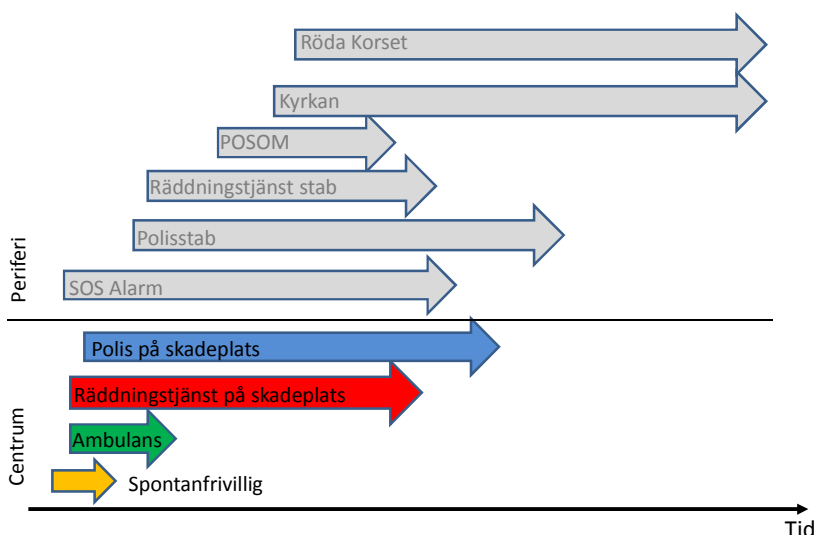 Röda Korset
Kyrkan
POSOM
Räddningstjänst stab
Polisstab
SOS Alarm
Periferi
Polis på skadeplats
Räddningstjänst på skadeplats
Ambulans
Spontanfrivillig
Centrum
Tid